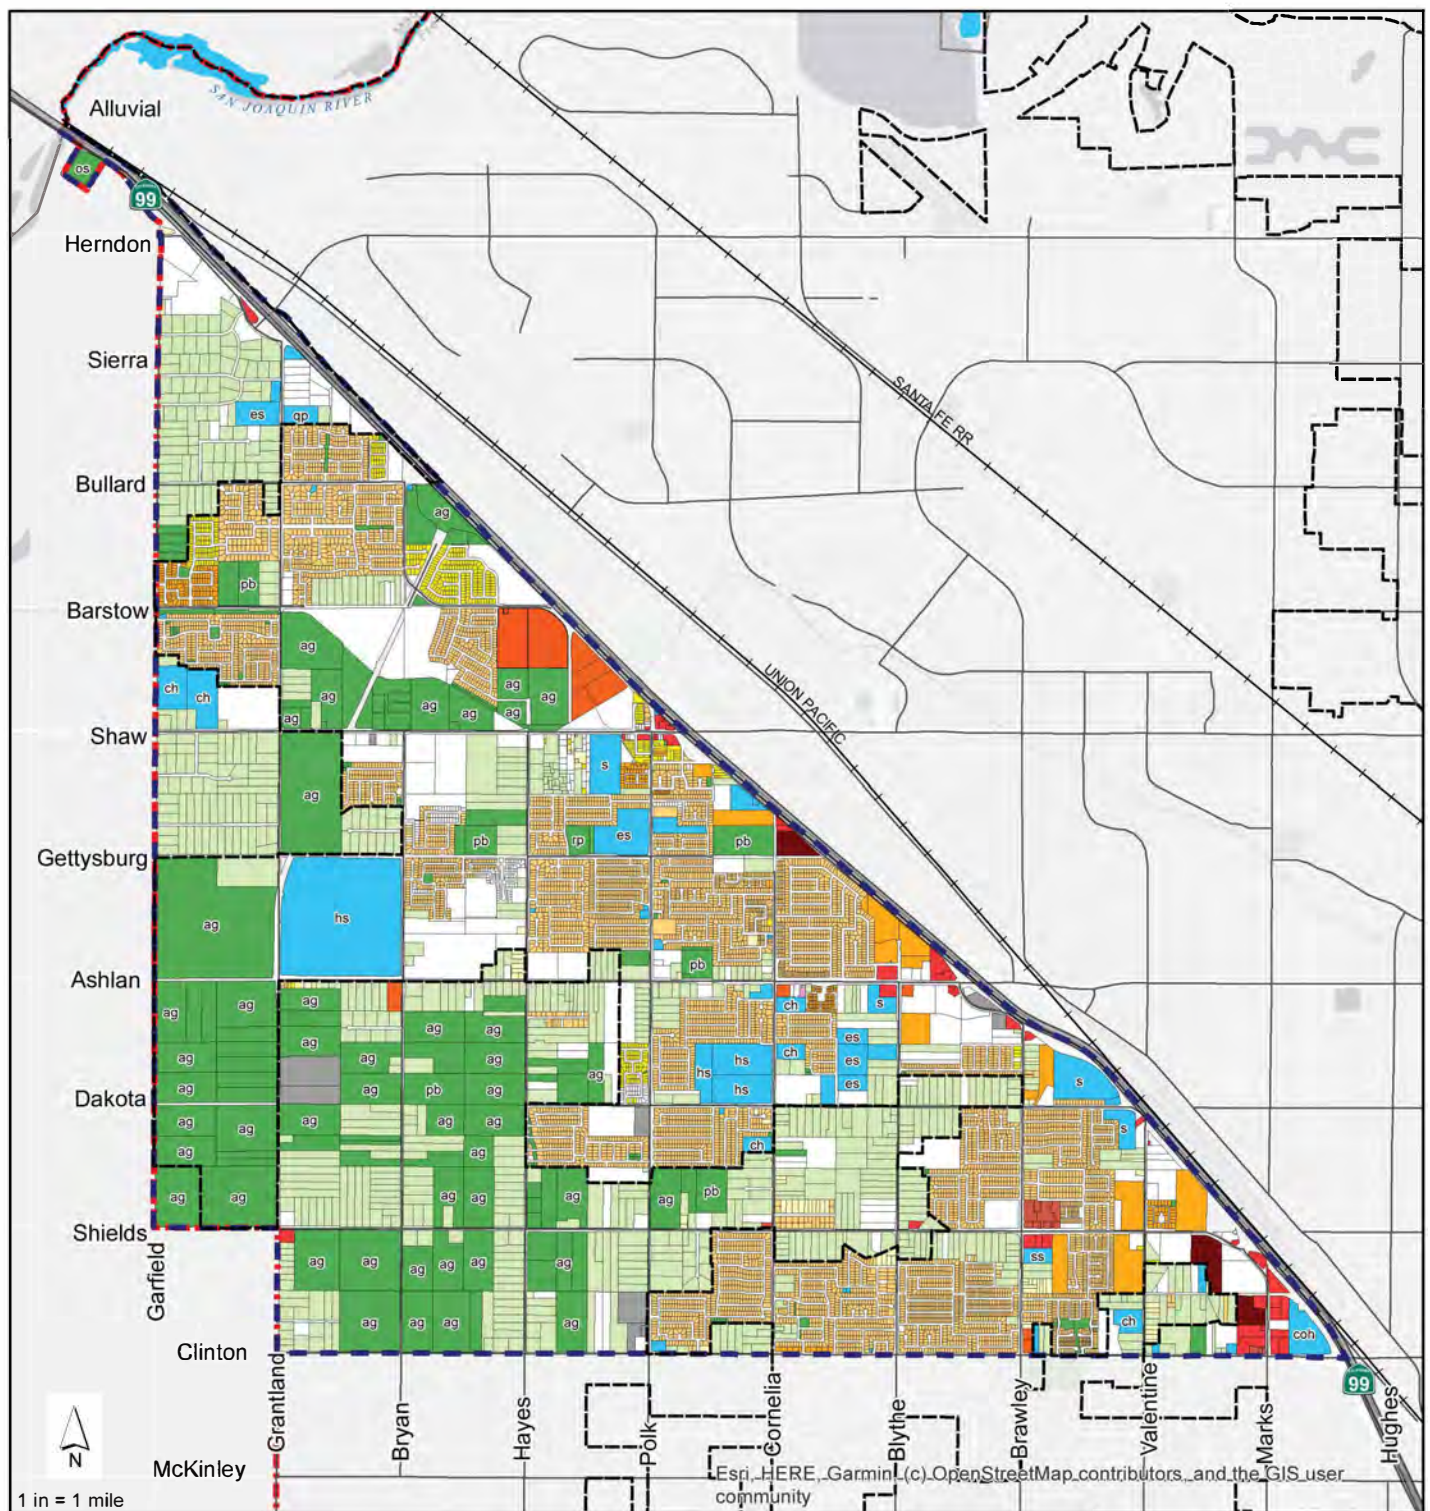 Alluvial
SAN JOAQUIN RIVER
os
99
Herndon
Sierra
es
gp
SANTA FE RR
Bullard
ag
pb
Barstow
ag
UNION PACIFIC
ag
ag
ag
ch
ch
ag
ag
ag
ag
ag
Shaw
s
ag
pb
rp
es
pb
Gettysburg
hs
ag
pb
Ashlan
ag
ag
ag
ch
s
ag
ag
ag
ag
es
ag
ag
ag
ch
hs
es
ag
ag
hs
s
ag
ag
pb
ag
hs
es
Dakota
ag
ag
ag
ag
ag
s
ag
ag
ch
ag
ag
ag
ag
ag
ag
pb
Shields
ag
ag
ag
ag
ag
ag
ss
ag
ag
ag
ag
ch
coh
Clinton
Garfield
Grantland
Bryan
Hayes
Polk
Cornelia
Blythe
Brawley
Valentine
Marks
Hughes
99
N
McKinley
Esri, HERE, Garmin, (c) OpenStreetMap contributors, and the GIS user
community
1 in = 1 mile